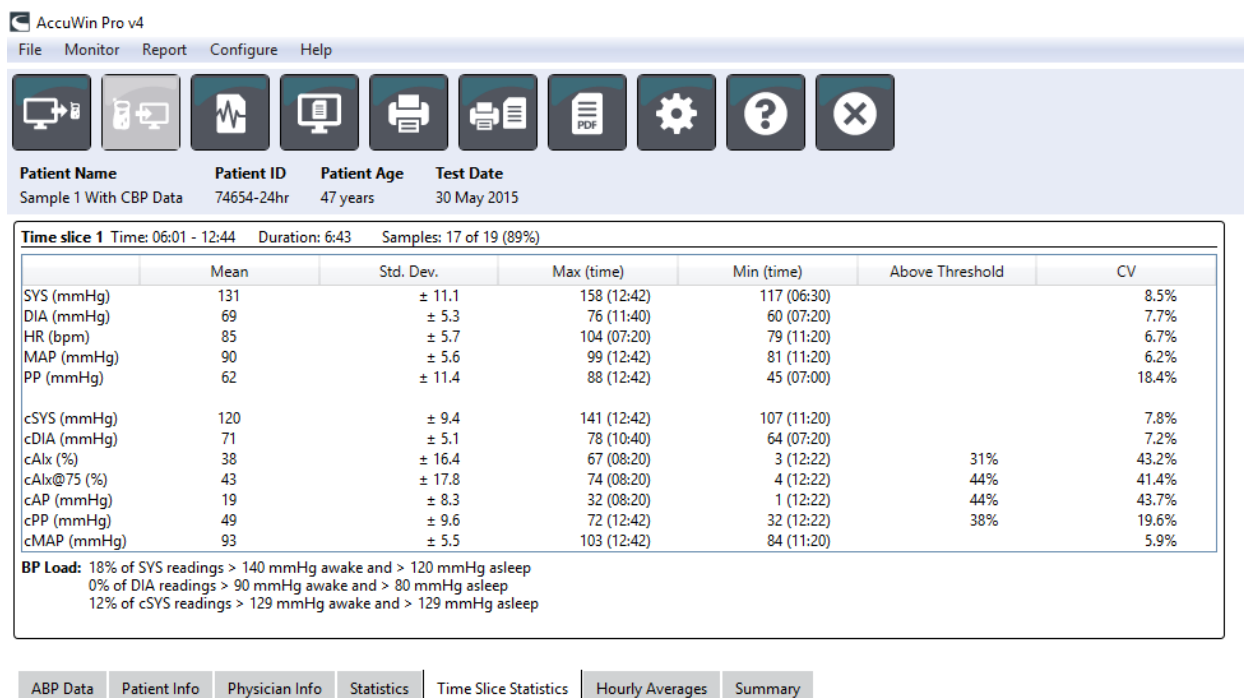 AccuWin Pro v4
File Monitor Report Configure Help
PDF
Patient Name Patient ID Patient Age Test Date
Sample 1 With CBP Data 74654-24hr 47 years 30 May 2015
Time slice 1 Time: 06:01 - 12:44 Duration: 6:43 Samples: 17 of 19 (89%)
Mean Std. Dev. Max (time) Min (time) Above Threshold CV
SYS (mmHg) 131 ± 11.1 158 (12:42) 117 (06:30) 8.5%
DIA (mmHg) 69 ± 5.3 76 (11:40) 60 (07:20) 7.7%
HR (bpm) 85 ± 5.7 104 (07:20) 79 (11:20) 6.7%
MAP (mmHg) 90 ± 5.6 99 (12:42) 81 (11:20) 6.2%
PP (mmHg) 62 ± 11.4 88 (12:42) 45 (07:00) 18.4%
cSYS (mmHg) 120 ± 9.4 141 (12:42) 107 (11:20) 7.8%
cDIA (mmHg) 71 ± 5.1 78 (10:40) 64 (07:20) 7.2%
cAIx (%) 38 ± 16.4 67 (08:20) 3 (12:22) 31% 43.2%
cAIx@75 (%) 43 ± 17.8 74 (08:20) 4 (12:22) 44% 41.4%
cAP (mmHg) 19 ± 8.3 32 (08:20) 1 (12:22) 44% 43.7%
cPP (mmHg) 49 ± 9.6 72 (12:42) 32 (12:22) 38% 19.6%
cMAP (mmHg) 93 ± 5.5 103 (12:42) 84 (11:20) 5.9%
BP Load: 18% of SYS readings > 140 mmHg awake and > 120 mmHg asleep
0% of DIA readings > 90 mmHg awake and > 80 mmHg asleep
12% of cSYS readings > 129 mmHg awake and > 129 mmHg asleep
ABP Data Patient Info Physician Info Statistics Time Slice Statistics Hourly Averages Summary